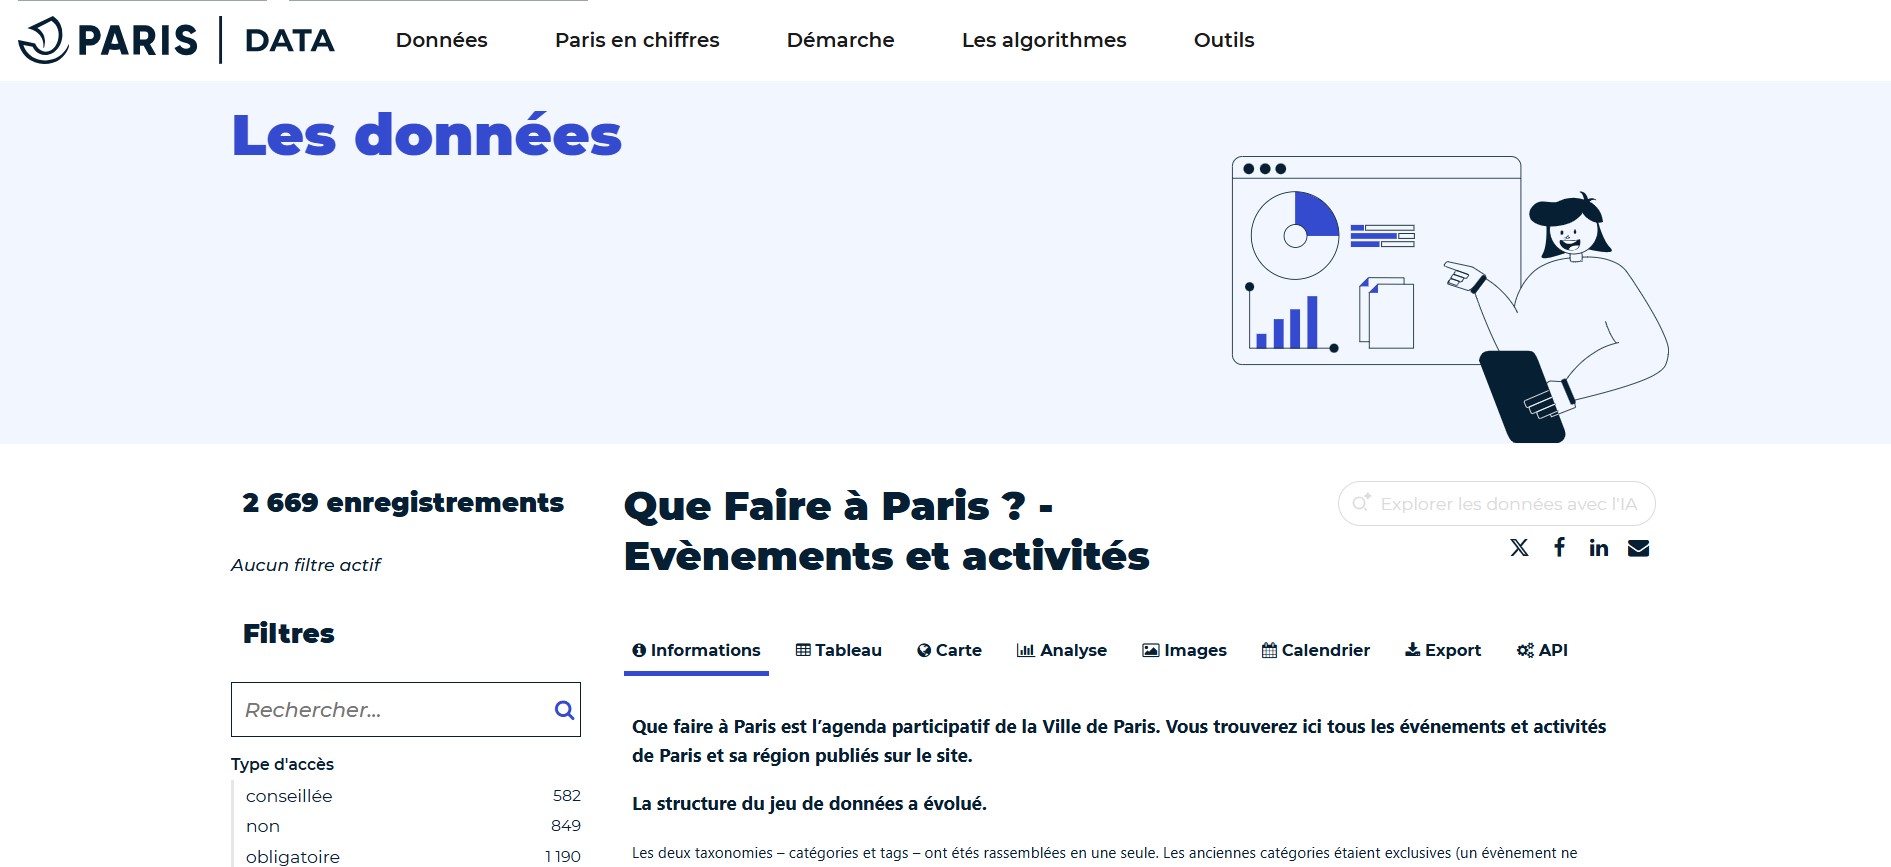 PARIS | DATA
Données
Paris en chiffres
Démarche
Les algorithmes
Outils
Les données
2 669 enregistrements
Aucun filtre actif
Filtres
Rechercher...
Type d'accès
conseillée 582
non 849
obligatoire 1 190
Que Faire à Paris ? -
Evènements et activités
Explorer les données avec l'IA
Informations
Tableau
Carte
Analyse
Images
Calendrier
Export
API
Que faire à Paris est l’agenda participatif de la Ville de Paris. Vous trouverez ici tous les événements et activités
de Paris et sa région publiés sur le site.
La structure du jeu de données a évolué.
Les deux taxonomies – catégories et tags – ont étés rassemblées en une seule. Les anciennes catégories étaient exclusives (un évènement ne